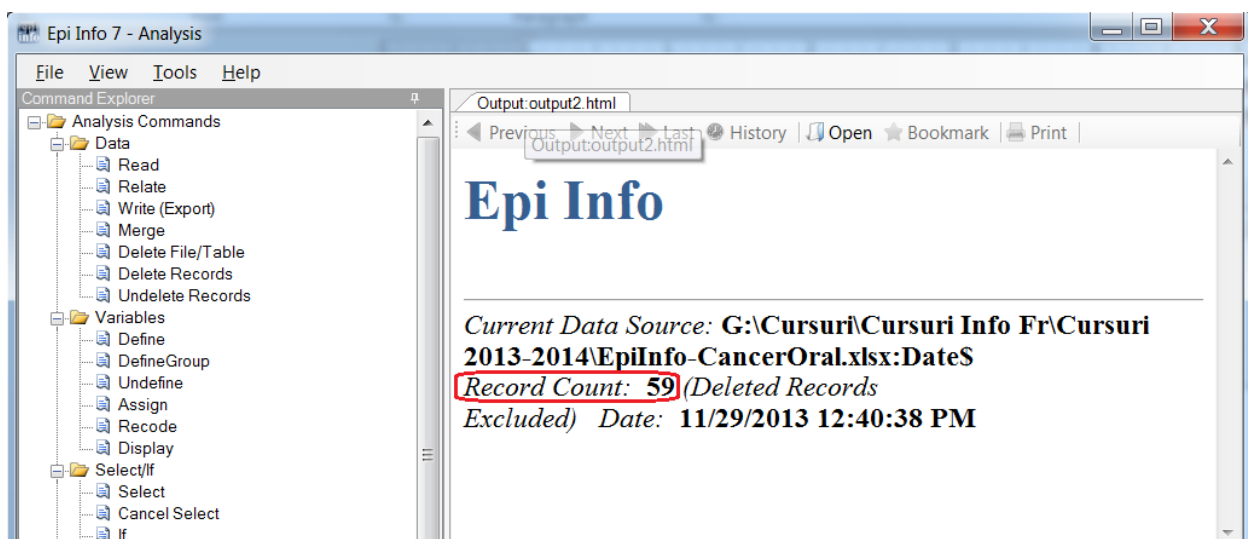 Epi Info 7 - Analysis
File View Tools Help
Command Explorer
Analysis Commands
Data
Read
Relate
Write (Export)
Merge
Delete File/Table
Delete Records
Undelete Records
Variables
Define
DefineGroup
Undefine
Assign
Recode
Display
Select/If
Select
Cancel Select
If
Output:output2.html
Previous Next Last History Open Bookmark Print
Output:output2.html
Epi Info
Current Data Source: G:\Cursuri\Cursuri Info Fr\Cursuri
2013-2014\EpiInfo-CancerOral.xlsx:Date$
Record Count: 59 (Deleted Records
Excluded) Date: 11/29/2013 12:40:38 PM